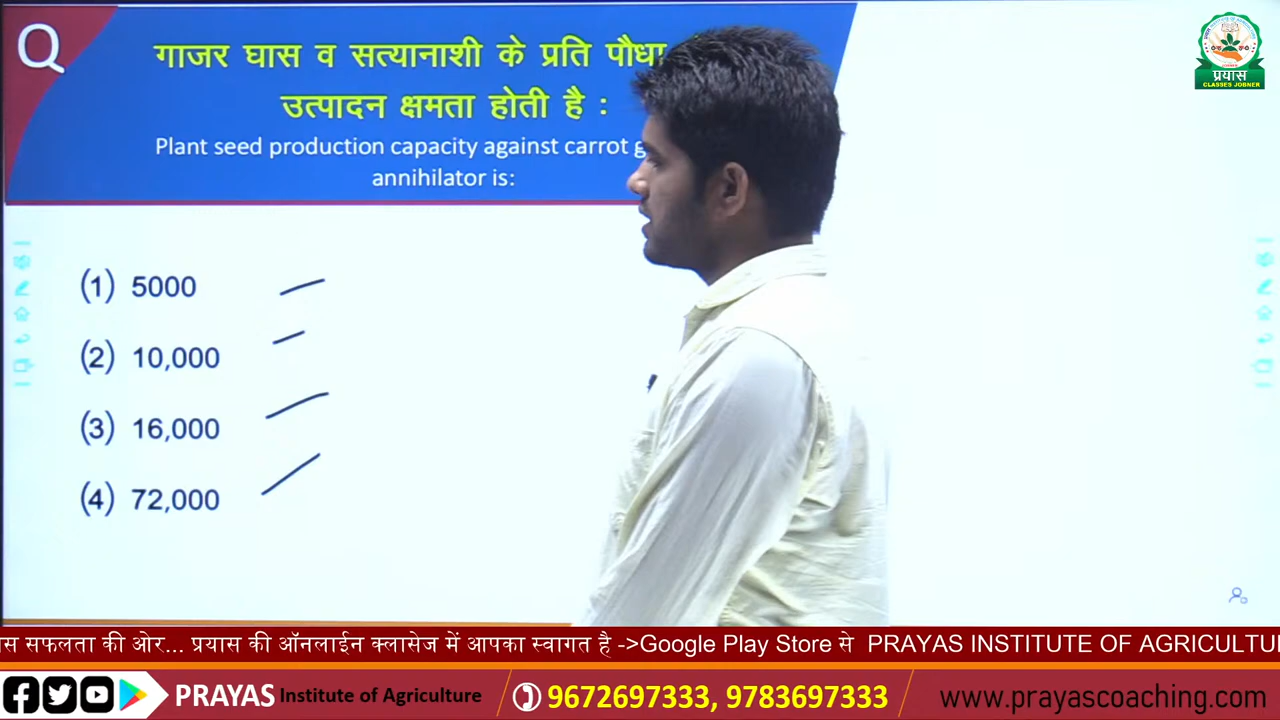 Q
गाजर घास व सत्यानाशी के प्रति पौधा
उत्पादन क्षमता होती है :
Plant seed production capacity against carrot
annihilator is:
(1) 5000
(2) 10,000
(3) 16,000
(4) 72,000
प्रयास
CLASSES JOBNER
सफलता की ओर... प्रयास की ऑनलाईन क्लासेज में आपका स्वागत है ->Google Play Store से PRAYAS INSTITUTE OF
PRAYAS Institute of Agriculture
9672697333, 9783697333
www.prayascoaching.com